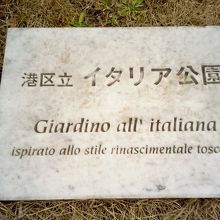 港区立 イタリア公園
Giardino all' italiana
ispirato allo stile rinascimentale